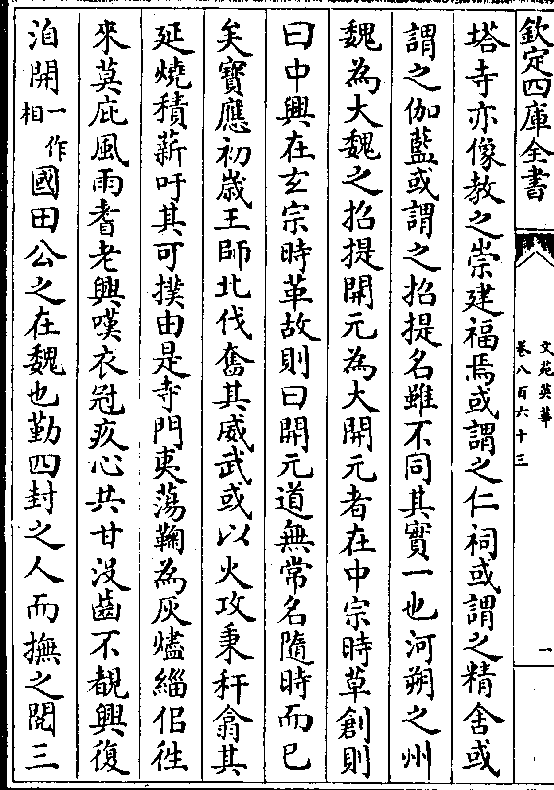 欽定四庫全書
文苑英華
卷八百六十三
一
塔寺亦像教之崇建福焉或謂之仁祠或謂之精舍或
謂之伽藍或謂之招提名雖不同其實一也河朔之州
魏為大魏之招提開元為大開元者在中宗時草創則
曰中興在玄宗時革故則曰開元道無常名隨時而已
矣寶應初嵗王師北伐奮其威武或以火攻秉秆翕其
延燒積薪吁其可撲由是寺門夷蕩鞠為灰燼緇侣徃
來莫庇風雨耆老興嘆衣冠疚心共甘没齒不覩興復
洎開一作相國田公之在魏也勤四封之人而撫之閱三